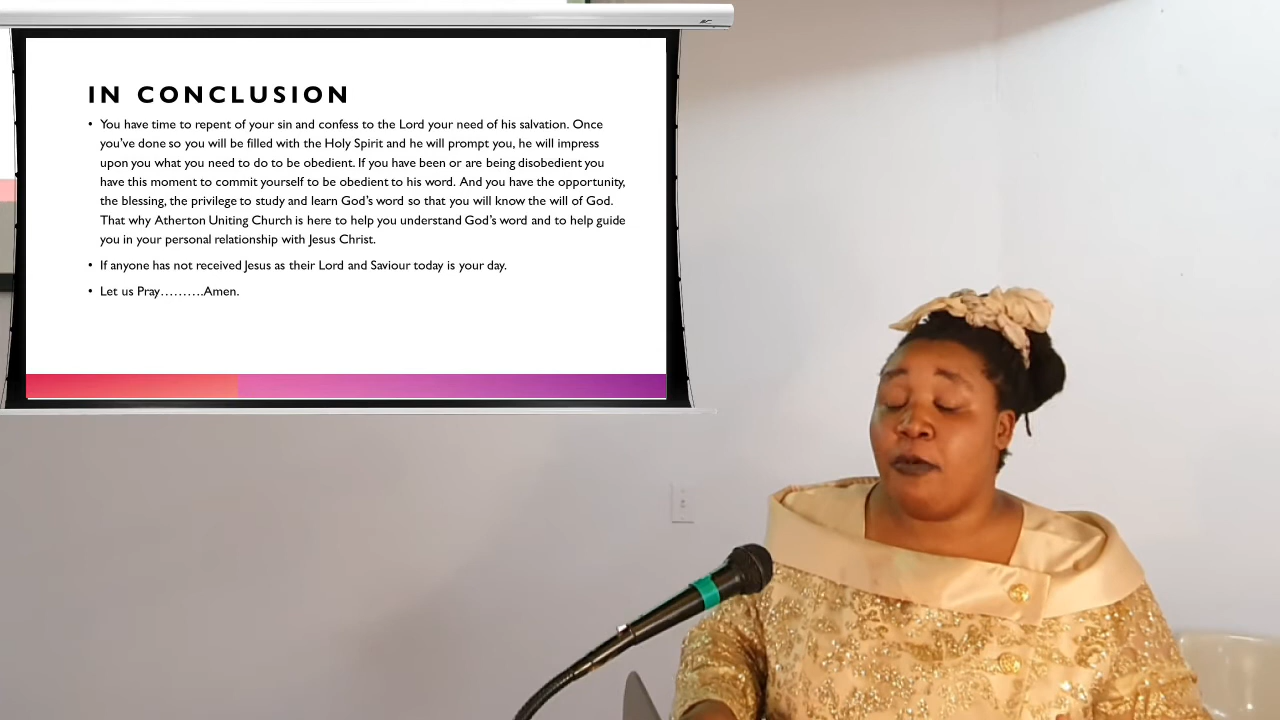 IN CONCLUSION
• You have time to repent of your sin and confess to the Lord your need of his salvation. Once
you've done so you will be filled with the Holy Spirit and he will prompt you, he will impress
upon you what you need to do to be obedient. If you have been or are being disobedient you
have this moment to commit yourself to be obedient to his word. And you have the opportunity,
the blessing, the privilege to study and learn God's word so that you will know the will of God.
That why Atherton Uniting Church is here to help you understand God's word and to help guide
you in your personal relationship with Jesus Christ.
• If anyone has not received Jesus as their Lord and Saviour today is your day.
• Let us Pray……….Amen.